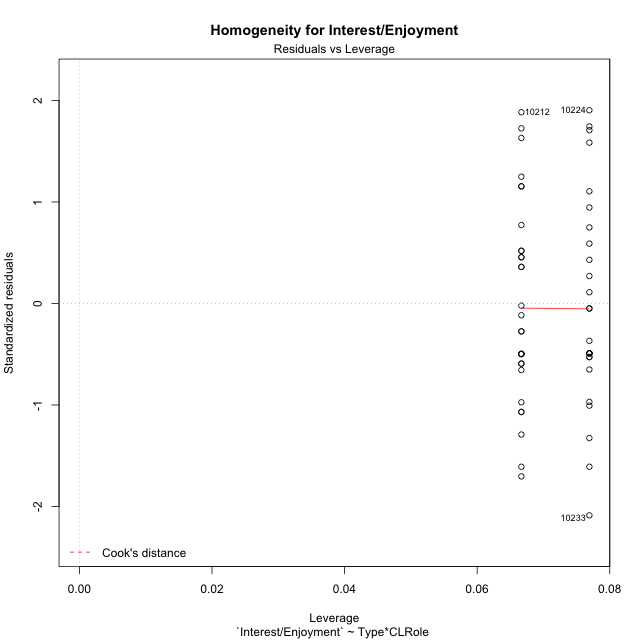 Homogeneity for Interest/Enjoyment
Residuals vs Leverage
2
1
0
-1
-2
Standardized residuals
10212
10224
10233
Cook's distance
0.00 0.02 0.04 0.06 0.08
Leverage
`Interest/Enjoyment` ~ Type*CLRole